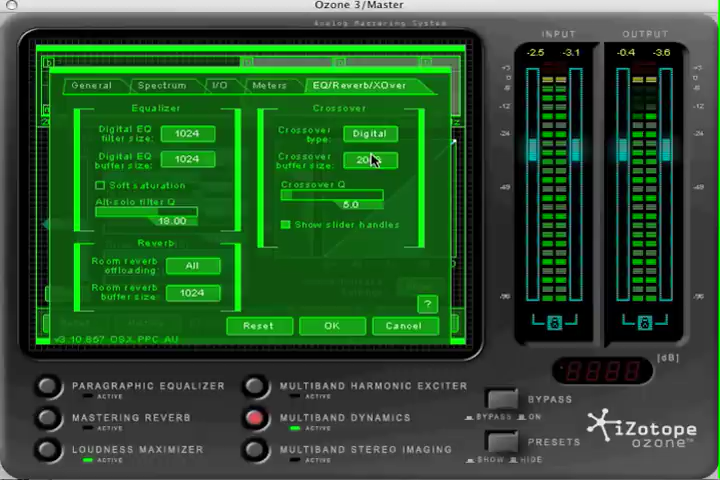 Ozone 3/Master
Analog Mastering System
General Spectrum I/O Meters EQ/Reverb/XOver
Equalizer
Digital EQ filter size: 1024
Digital EQ buffer size: 1024
Soft saturation
Alt-solo filter Q
18.00
Reverb
Room reverb offloading: All
Room reverb buffer size: 1024
Crossover
Crossover type: Digital
Crossover buffer size:
Crossover Q
5.0
Show slider handles
?
Reset OK Cancel
v3.10.857 OSX.PPC AU
INPUT OUTPUT
-2.5 -3.1 -0.4 -3.6
[dB]
PARAGRAPHIC EQUALIZER
ACTIVE
MASTERING REVERB
ACTIVE
LOUDNESS MAXIMIZER
ACTIVE
MULTIBAND HARMONIC EXCITER
ACTIVE
MULTIBAND DYNAMICS
ACTIVE
MULTIBAND STEREO IMAGING
ACTIVE
BYPASS
BYPASS ON
PRESETS
SHOW HIDE
iZotope
ozone™